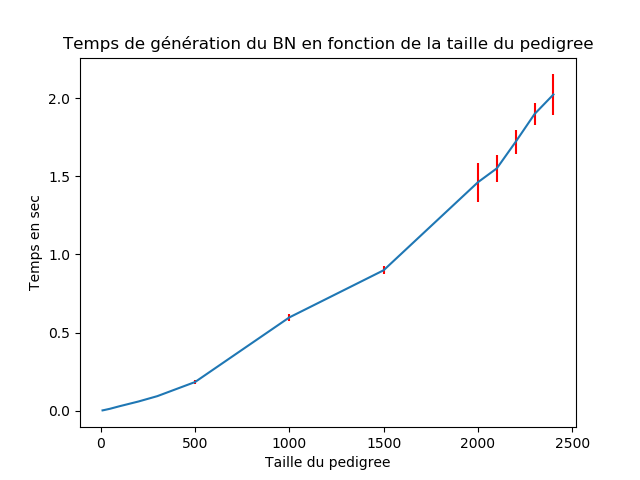 Temps de génération du BN en fonction de la taille du pedigree
2.0
1.5
1.0
0.5
0.0
Temps en sec
0 500 1000 1500 2000 2500
Taille du pedigree